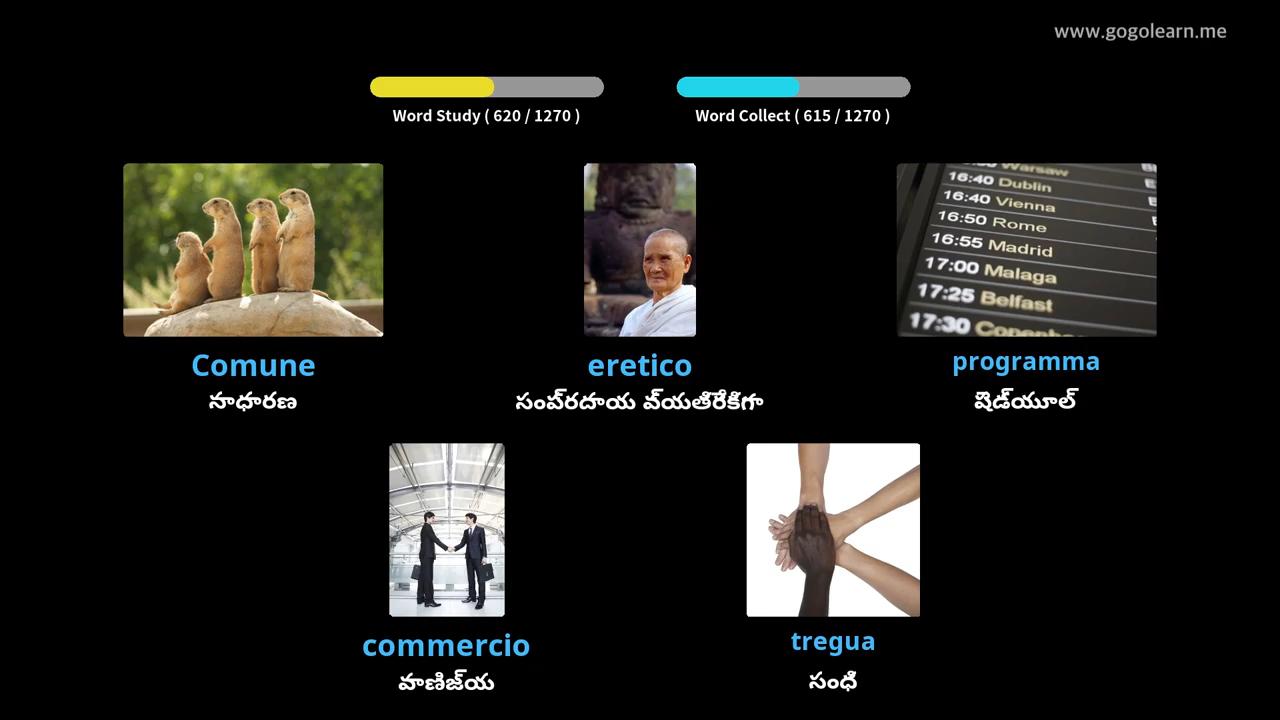 www.gogolearn.me
Word Study ( 620 / 1270 )
Word Collect ( 615 / 1270 )
Warsaw
16:40 Dublin
16:40 Vienna
16:50 Rome
16:55 Madrid
17:00 Malaga
17:25 Belfast
17:30
Comune
eretico
programma
సాధారణ
సంప్రదాయ వ్యతిరేకిగా
షెడ్యూల్
commercio
tregua
వాణిజ్య
సంధి